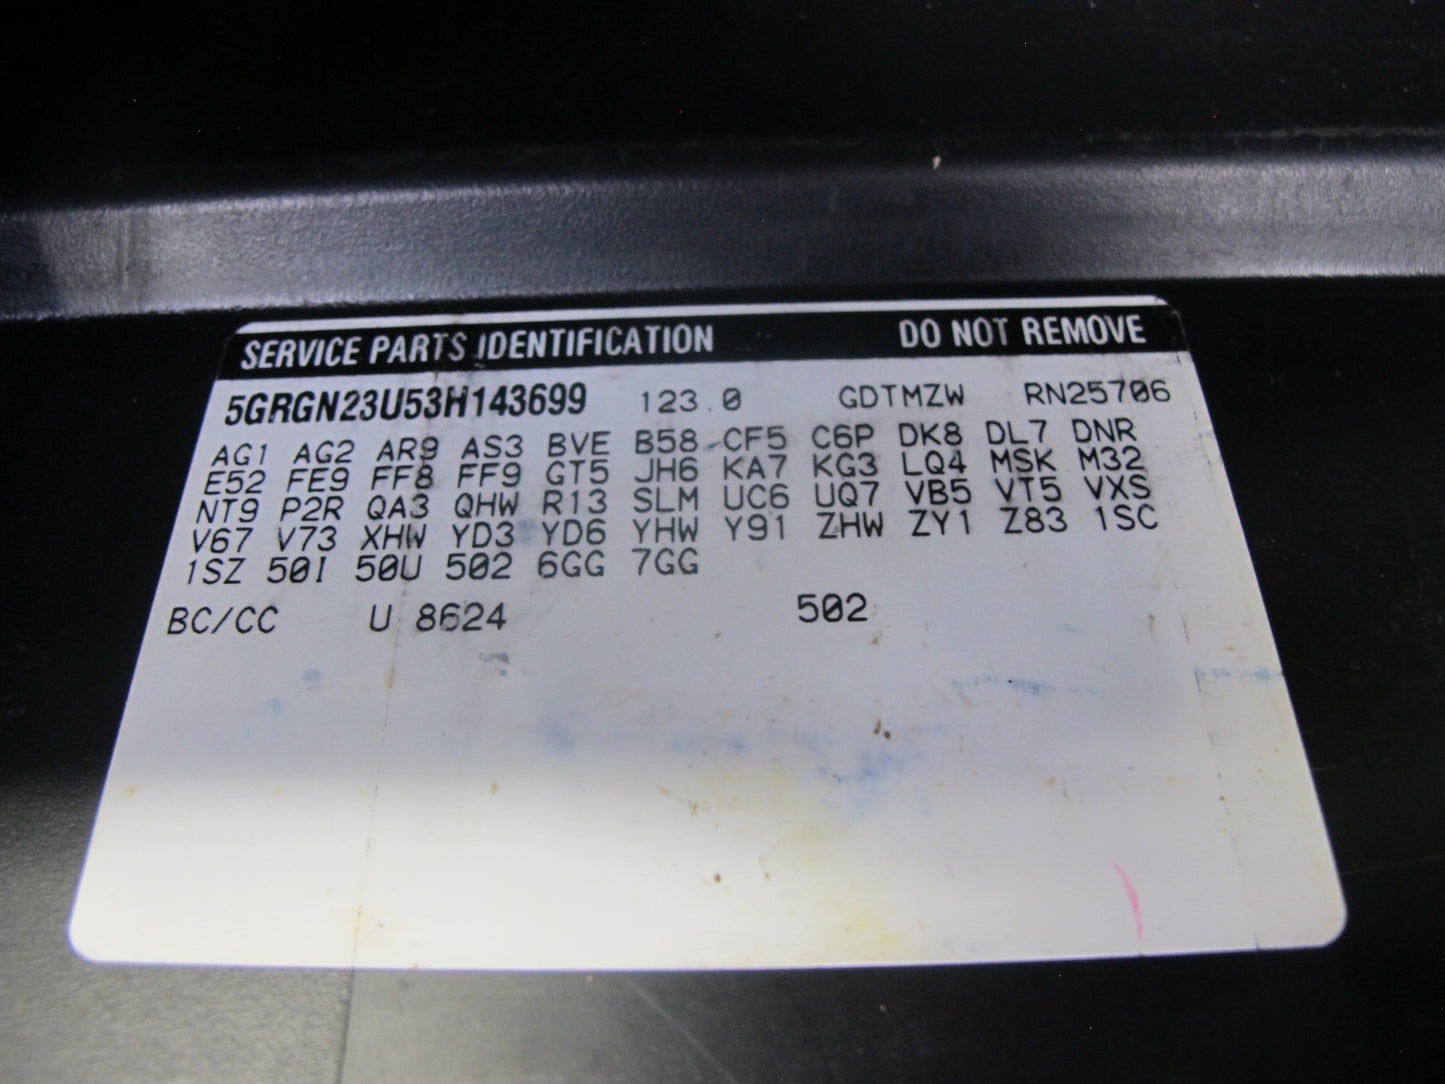 SERVICE PARTS IDENTIFICATION DO NOT REMOVE
5GRGN23U53H143699 123.0 GDTMZW RN25706
AG1 AG2 AR9 AS3 BVE B58 CF5 C6P DK8 DL7 DNR
E52 FE9 FF8 FF9 GT5 JH6 KA7 KG3 LQ4 MSK M32
NT9 P2R QA3 QHW R13 SLM UC6 UQ7 VB5 VT5 VXS
V67 V73 XHW YD3 YD6 YHW Y91 ZHW ZY1 Z83 1SC
1SZ 50I 50U 502 6GG 7GG
BC/CC U 8624 502